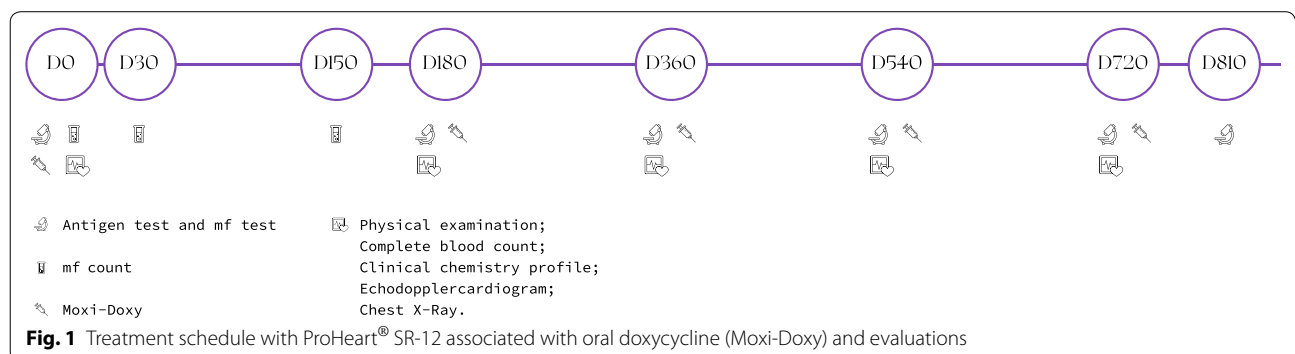 D0 D30 D150 D180 D360 D540 D720 D810
Antigen test and mf test
mf count
Moxi-Doxy
Physical examination;
Complete blood count;
Clinical chemistry profile;
Echodopplercardiogram;
Chest X-Ray.
Fig. 1 Treatment schedule with ProHeart® SR-12 associated with oral doxycycline (Moxi-Doxy) and evaluations